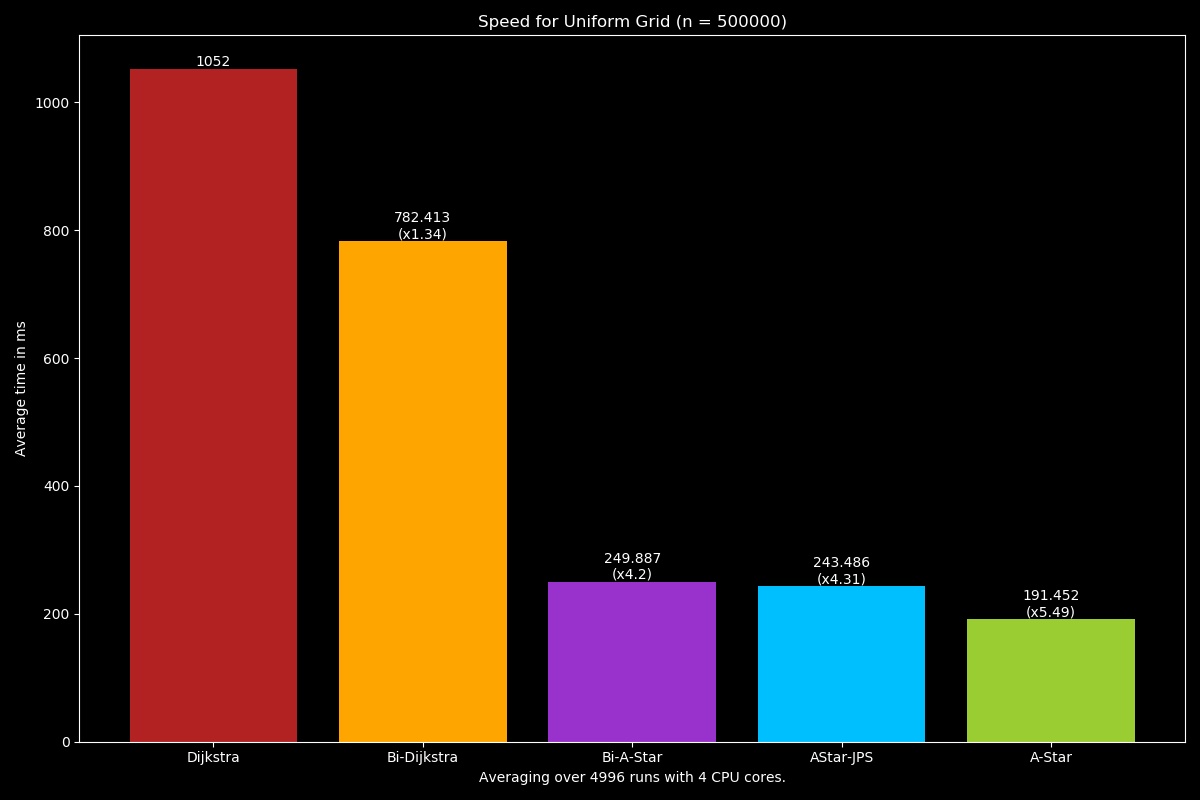 Speed for Uniform Grid (n = 500000)
Average time in ms
1000
800
600
400
200
0
1052
782.413
(x1.34)
249.887
(x4.2)
243.486
(x4.31)
191.452
(x5.49)
Dijkstra
Bi-Dijkstra
Bi-A-Star
AStar-JPS
A-Star
Averaging over 4996 runs with 4 CPU cores.